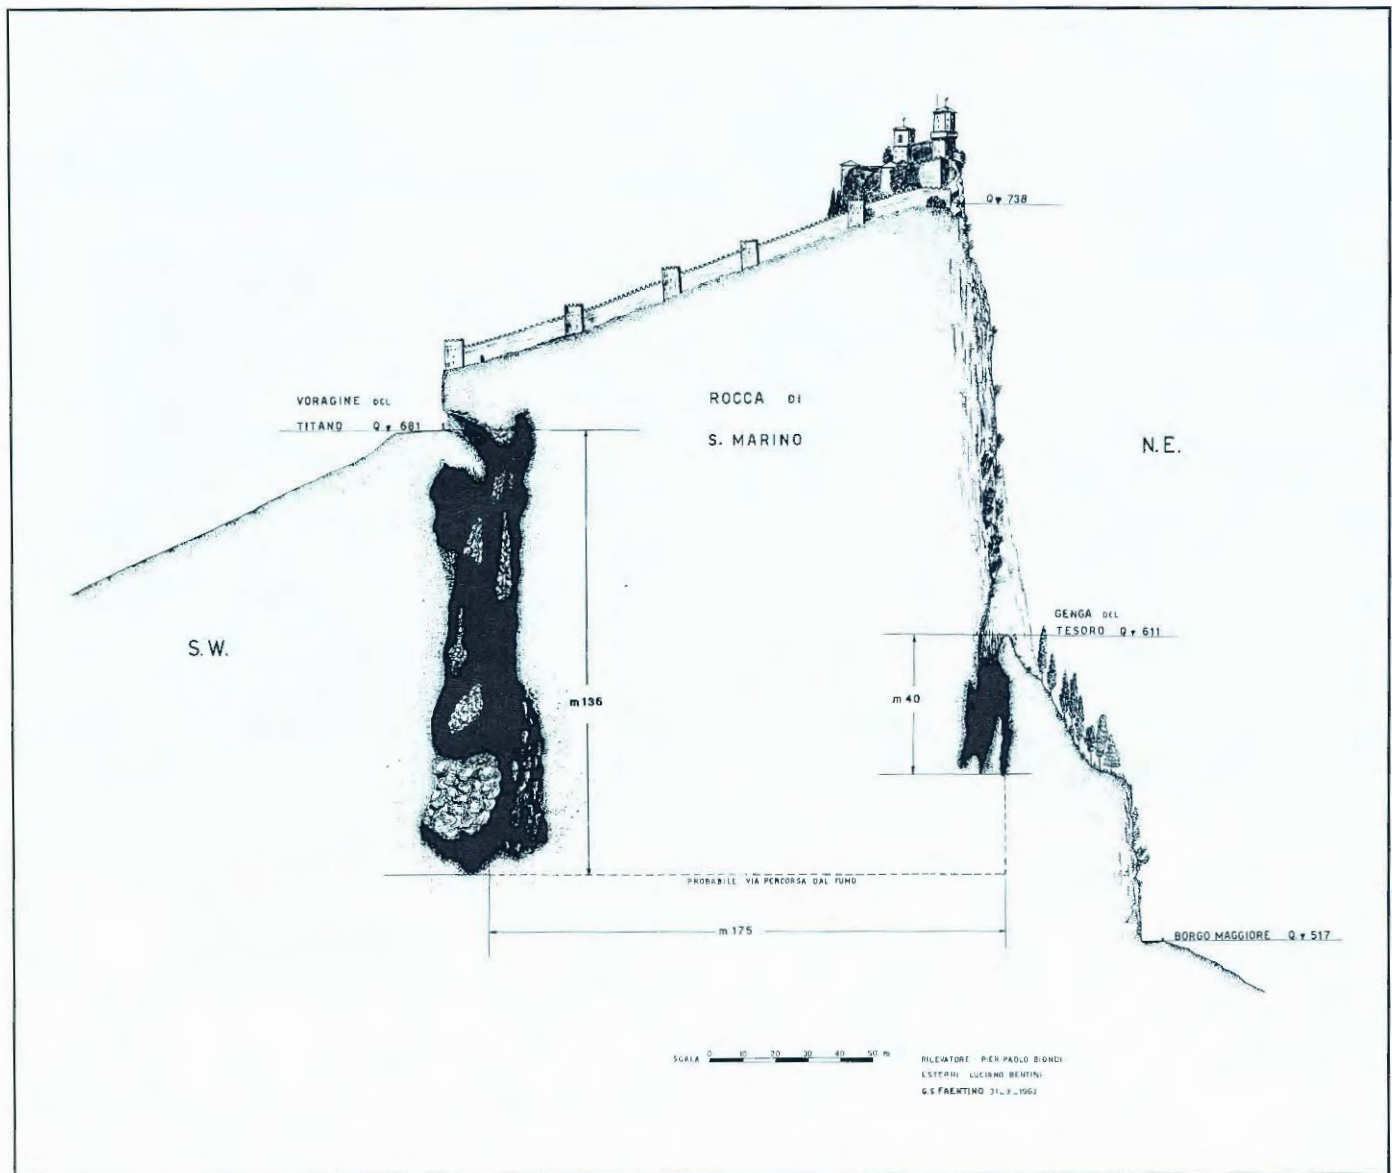 Q▾ 738
VORAGINE DEL
TITANO Q▾ 681
ROCCA DI
S. MARINO
N.E.
GENGA DEL
TESORO Q▾ 611
S.W.
m 136
m 40
PROBABILE VIA PERCORSA DAL FUMO
m 175
BORGO MAGGIORE Q▾ 517
SCALA 0 10 20 30 40 50 m
RILEVATORE PIER PAOLO BIONDI
ESTERNI LUCIANO BENTINI
G.S FAENTINO